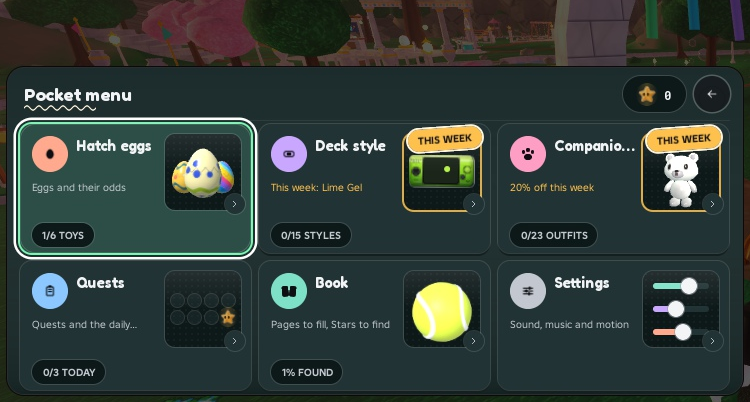 Pocket menu
0
Hatch eggs
Eggs and their odds
1/6 TOYS
Deck style
THIS WEEK
This week: Lime Gel
0/15 STYLES
Companio...
THIS WEEK
20% off this week
0/23 OUTFITS
Quests
Quests and the daily...
0/3 TODAY
Book
Pages to fill, Stars to find
1% FOUND
Settings
Sound, music and motion